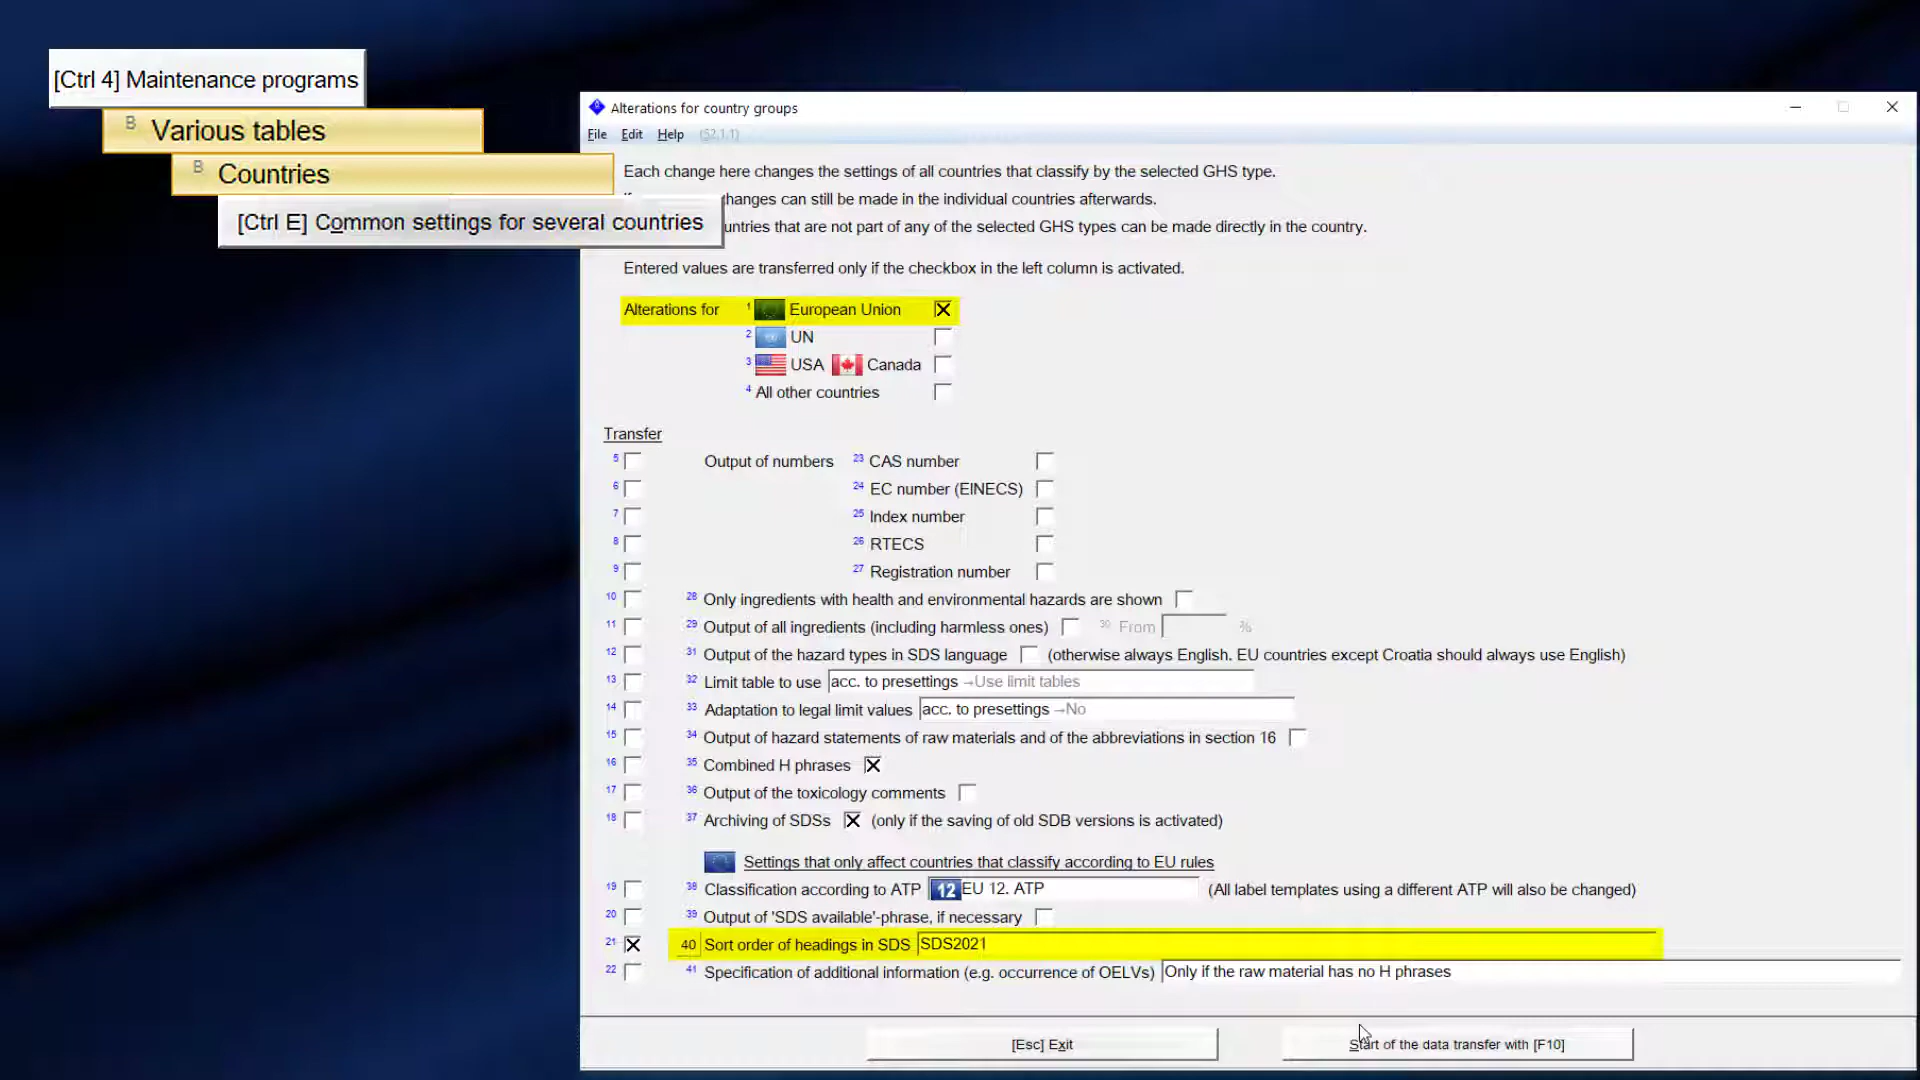 [Ctrl 4] Maintenance programs
B Various tables
B Countries
[Ctrl E] Common settings for several countries
Alterations for country groups
File Edit Help (S2.1.1)
Each change here changes the settings of all countries that classify by the selected GHS type.
hanges can still be made in the individual countries afterwards.
untries that are not part of any of the selected GHS types can be made directly in the country.
Entered values are transferred only if the checkbox in the left column is activated.
Alterations for 1 European Union
2 UN
3 USA Canada
4 All other countries
Transfer
5 Output of numbers 23 CAS number
6 24 EC number (EINECS)
7 25 Index number
8 26 RTECS
9 27 Registration number
10 28 Only ingredients with health and environmental hazards are shown
11 29 Output of all ingredients (including harmless ones) 30 From %
12 31 Output of the hazard types in SDS language (otherwise always English. EU countries except Croatia should always use English)
13 32 Limit table to use acc. to presettings →Use limit tables
14 33 Adaptation to legal limit values acc. to presettings →No
15 34 Output of hazard statements of raw materials and of the abbreviations in section 16
16 35 Combined H phrases
17 36 Output of the toxicology comments
18 37 Archiving of SDSs (only if the saving of old SDB versions is activated)
Settings that only affect countries that classify according to EU rules
19 38 Classification according to ATP 12 EU 12. ATP (All label templates using a different ATP will also be changed)
20 39 Output of 'SDS available'-phrase, if necessary
21 40 Sort order of headings in SDS SDS2021
22 41 Specification of additional information (e.g. occurrence of OELVs) Only if the raw material has no H phrases
[Esc] Exit Start of the data transfer with [F10]